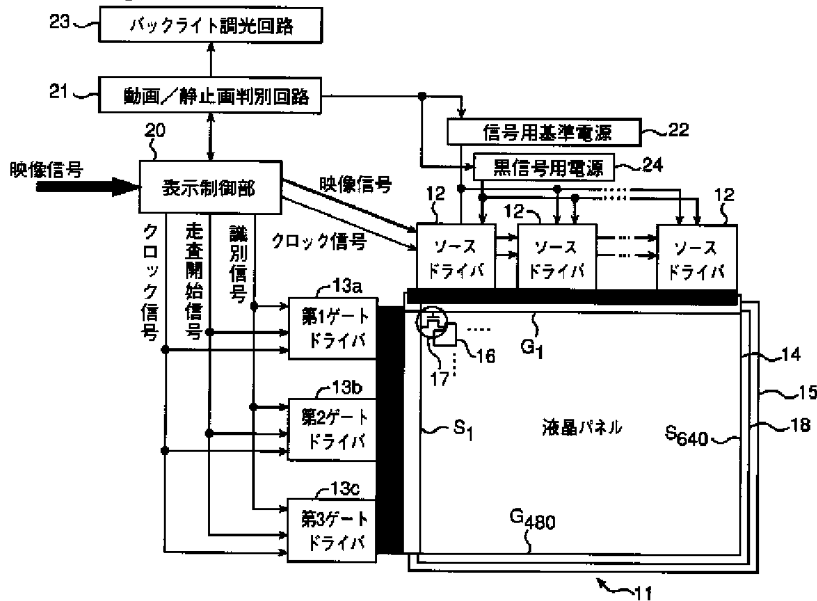 23
バックライト調光回路
21
動画／静止画判別回路
20
信号用基準電源
22
黒信号用電源
24
映像信号
表示制御部
映像信号
クロック信号
12
12
12
ソース
ドライバ
ソース
ドライバ
ソース
ドライバ
クロック信号
走査開始信号
識別信号
13a
第1ゲート
ドライバ
13b
第2ゲート
ドライバ
13c
第3ゲート
ドライバ
17
16
G1
14
15
18
S1
液晶パネル
S640
G480
11